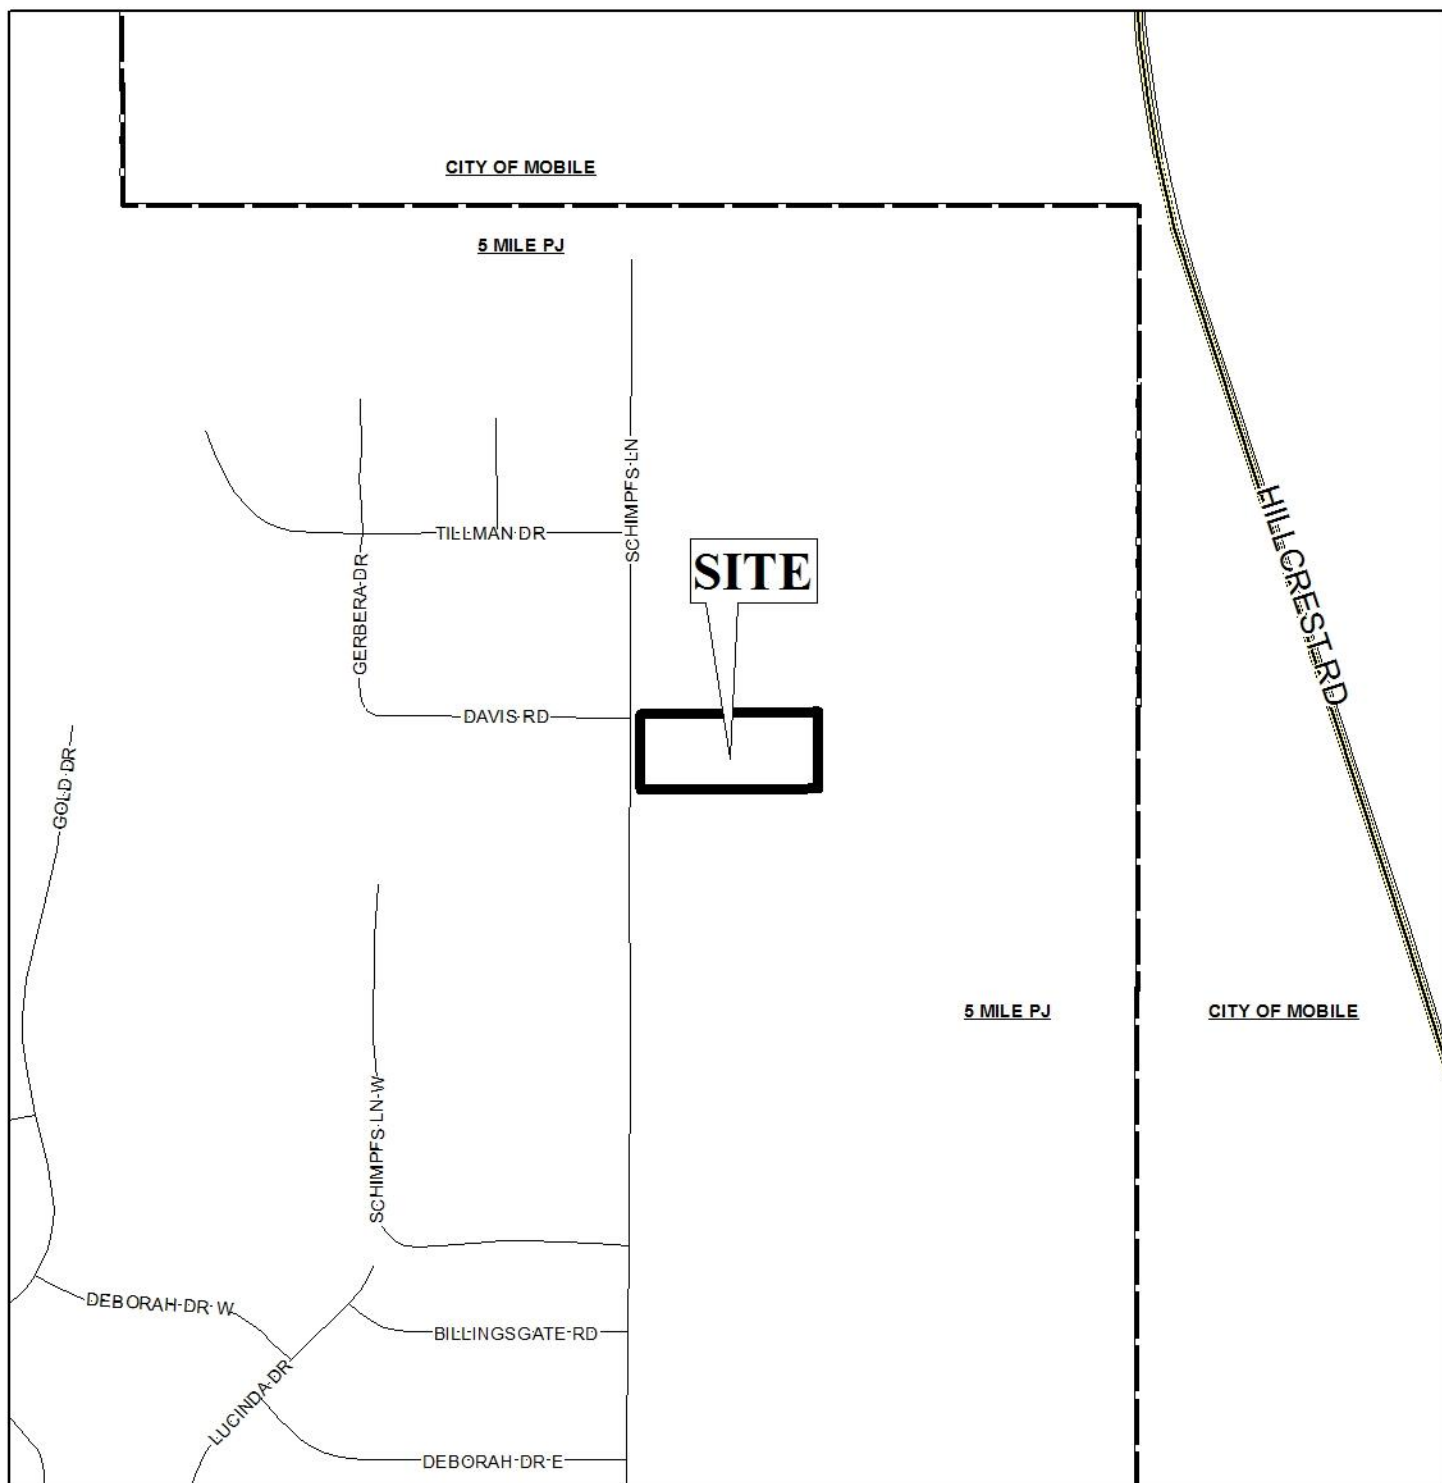 CITY OF MOBILE
5 MILE PJ
SCHIMPFS LN
TILLMAN DR
HILLCREST RD
SITE
GERBERA DR
DAVIS RD
GOLD DR
5 MILE PJ
CITY OF MOBILE
SCHIMPFS LN W
DEBORAH DR W
BILLINGSGATE RD
LUCINDA DR
DEBORAH DR E